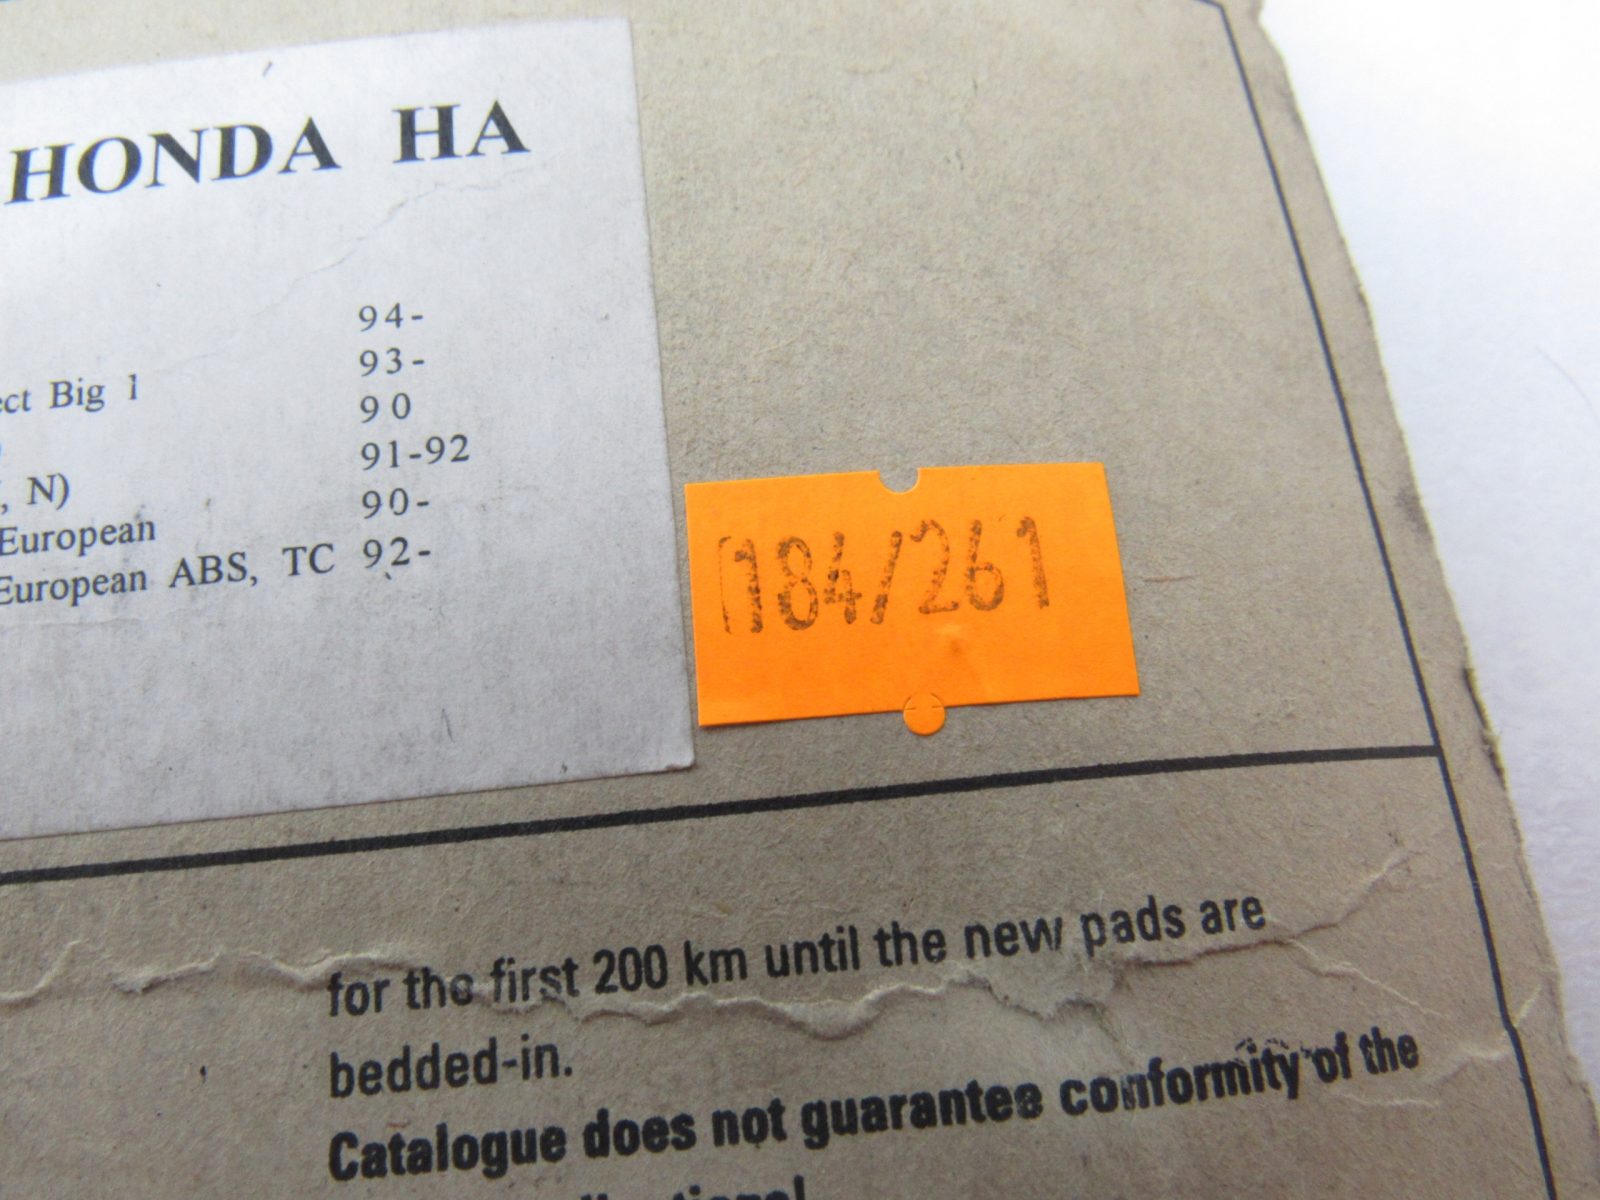 HONDA HA
94-
ect Big 1 93-
90
, N) 91-92
European 90-
European ABS, TC 92-
184/261
for the first 200 km until the new pads are
bedded-in.
Catalogue does not guarantee conformity of the